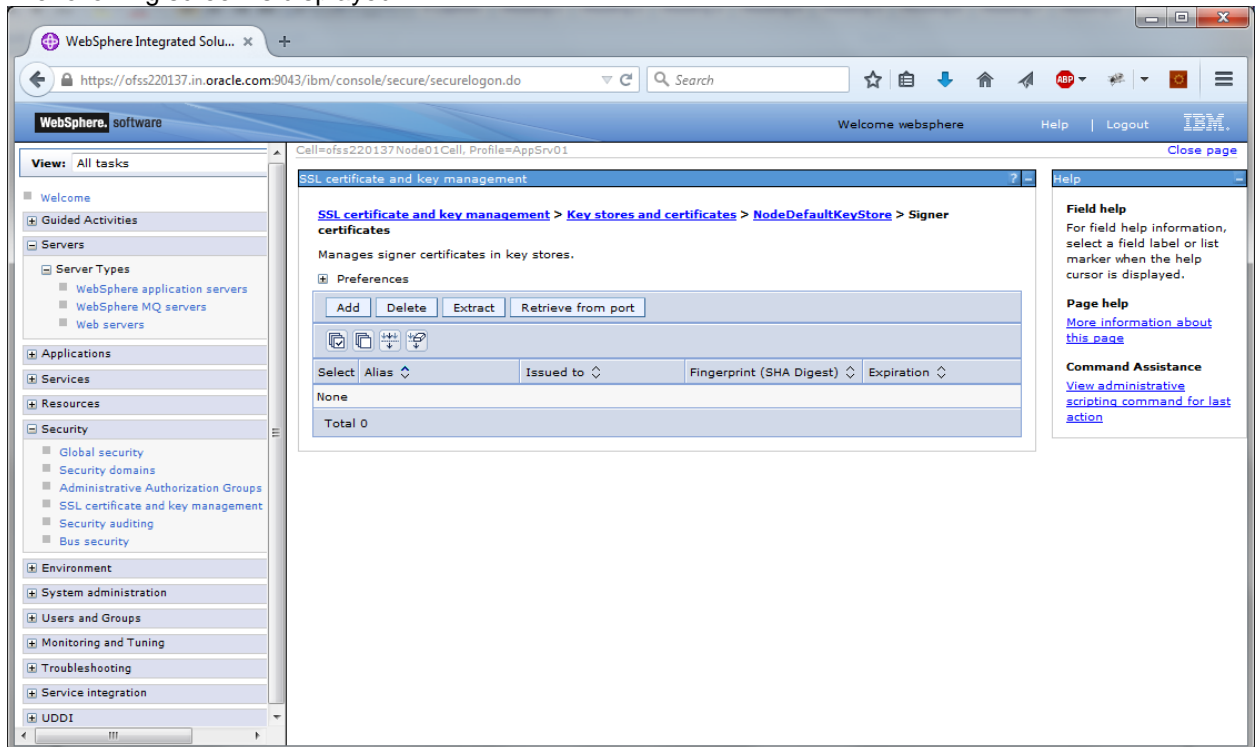 WebSphere Integrated Solu...
https://ofss220137.in.oracle.com:9043/ibm/console/secure/securelogon.do
Search
ABP
WebSphere. software
Welcome websphere
Help | Logout
IBM.
View: All tasks
Welcome
Guided Activities
Servers
Server Types
WebSphere application servers
WebSphere MQ servers
Web servers
Applications
Services
Resources
Security
Global security
Security domains
Administrative Authorization Groups
SSL certificate and key management
Security auditing
Bus security
Environment
System administration
Users and Groups
Monitoring and Tuning
Troubleshooting
Service integration
UDDI
Cell=ofss220137Node01Cell, Profile=AppSrv01
Close page
SSL certificate and key management
? -
SSL certificate and key management > Key stores and certificates > NodeDefaultKeyStore > Signer
certificates
Manages signer certificates in key stores.
Preferences
Add Delete Extract Retrieve from port
Select Alias Issued to Fingerprint (SHA Digest) Expiration
None
Total 0
Help
Field help
For field help information,
select a field label or list
marker when the help
cursor is displayed.
Page help
More information about
this page
Command Assistance
View administrative
scripting command for last
action